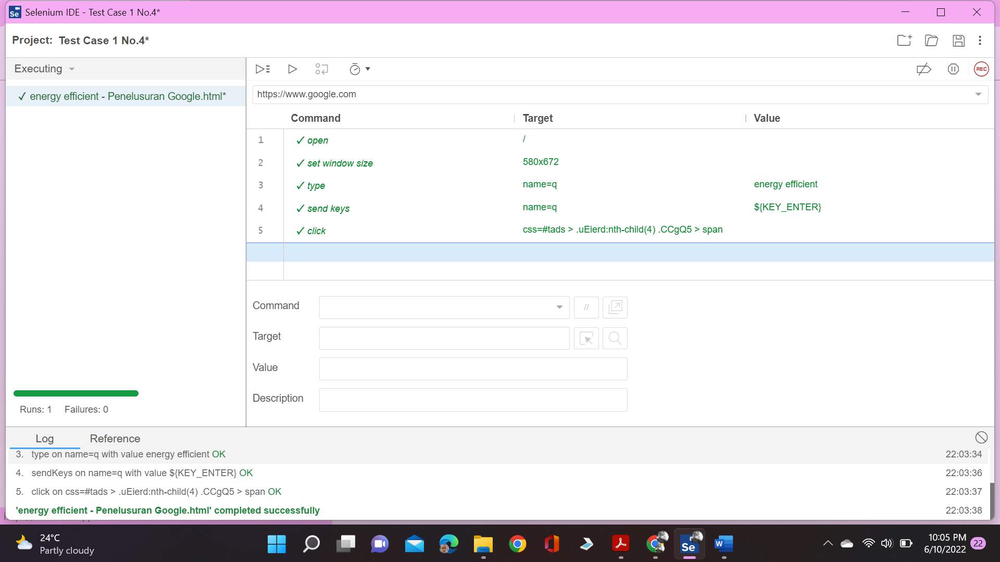 Selenium IDE - Test Case 1 No.4*
Project: Test Case 1 No.4*
Executing
✓ energy efficient - Penelusuran Google.html*
Runs: 1 Failures: 0
REC
https://www.google.com
Command Target Value
1 ✓ open /
2 ✓ set window size 580x672
3 ✓ type name=q energy efficient
4 ✓ send keys name=q ${KEY_ENTER}
5 ✓ click css=#tads > .uEierd:nth-child(4) .CCgQ5 > span
Command //
Target
Value
Description
Log Reference
3. type on name=q with value energy efficient OK 22:03:34
4. sendKeys on name=q with value ${KEY_ENTER} OK 22:03:36
5. click on css=#tads > .uEierd:nth-child(4) .CCgQ5 > span OK 22:03:37
'energy efficient - Penelusuran Google.html' completed successfully 22:03:38
24°C
Partly cloudy
Se
W
10:05 PM
6/10/2022
22